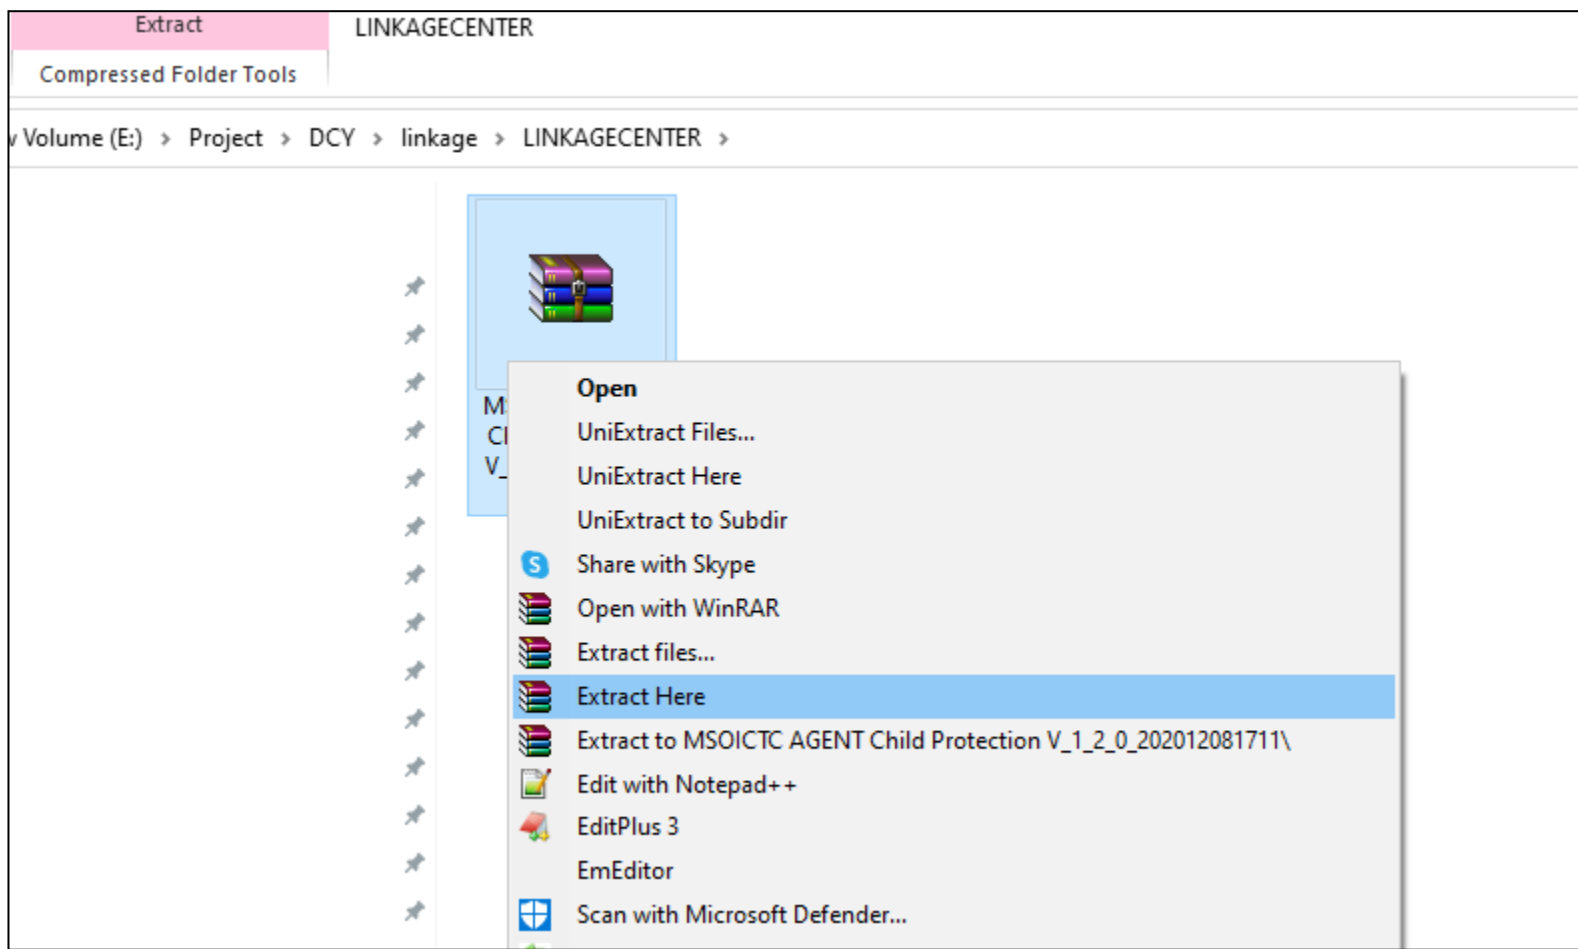 Extract
LINKAGECENTER
Compressed Folder Tools
Volume (E:) > Project > DCY > linkage > LINKAGECENTER >
Open
UniExtract Files...
UniExtract Here
UniExtract to Subdir
Share with Skype
Open with WinRAR
Extract files...
Extract Here
Extract to MSOICTC AGENT Child Protection V_1_2_0_202012081711\
Edit with Notepad++
EditPlus 3
EmEditor
Scan with Microsoft Defender...